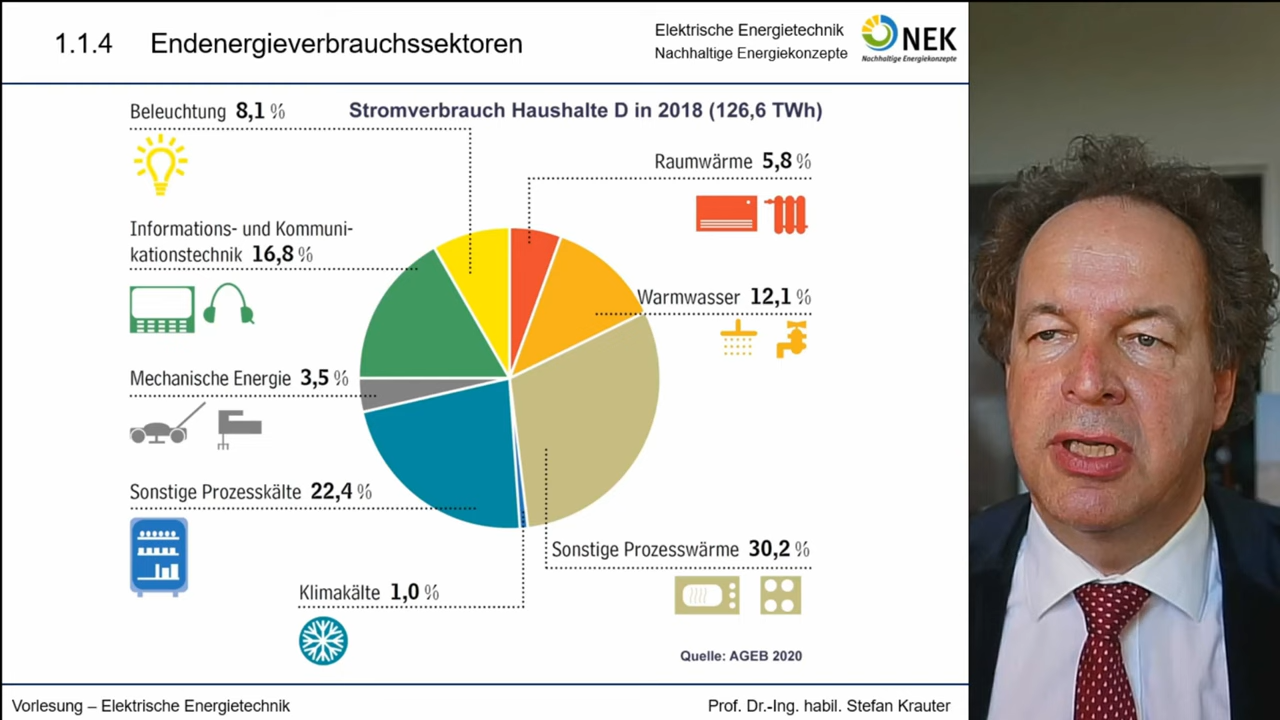 1.1.4 Endenergieverbrauchssektoren
Elektrische Energietechnik
Nachhaltige Energiekonzepte
NEK
Nachhaltige Energiekonzepte
Stromverbrauch Haushalte D in 2018 (126,6 TWh)
Beleuchtung 8,1 %
Raumwärme 5,8 %
Informations- und Kommuni-
kationstechnik 16,8 %
Warmwasser 12,1 %
Mechanische Energie 3,5 %
Sonstige Prozesskälte 22,4 %
Sonstige Prozesswärme 30,2 %
Klimakälte 1,0 %
Quelle: AGEB 2020
Vorlesung – Elektrische Energietechnik
Prof. Dr.-Ing. habil. Stefan Krauter